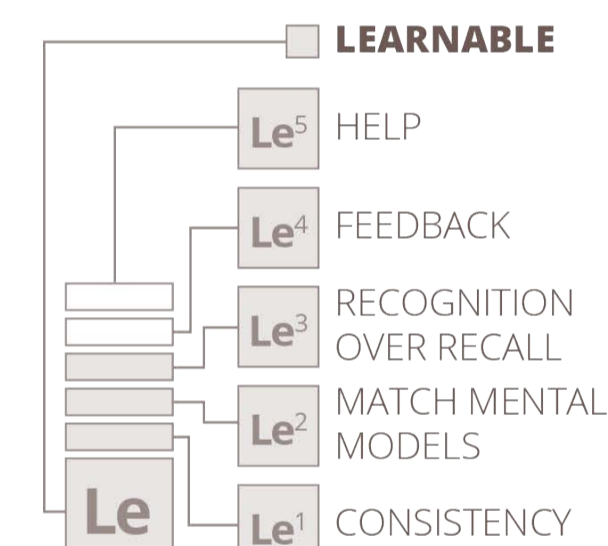 LEARNABLE
Le⁵ HELP
Le⁴ FEEDBACK
Le³ RECOGNITION
OVER RECALL
Le² MATCH MENTAL
MODELS
Le
Le¹ CONSISTENCY